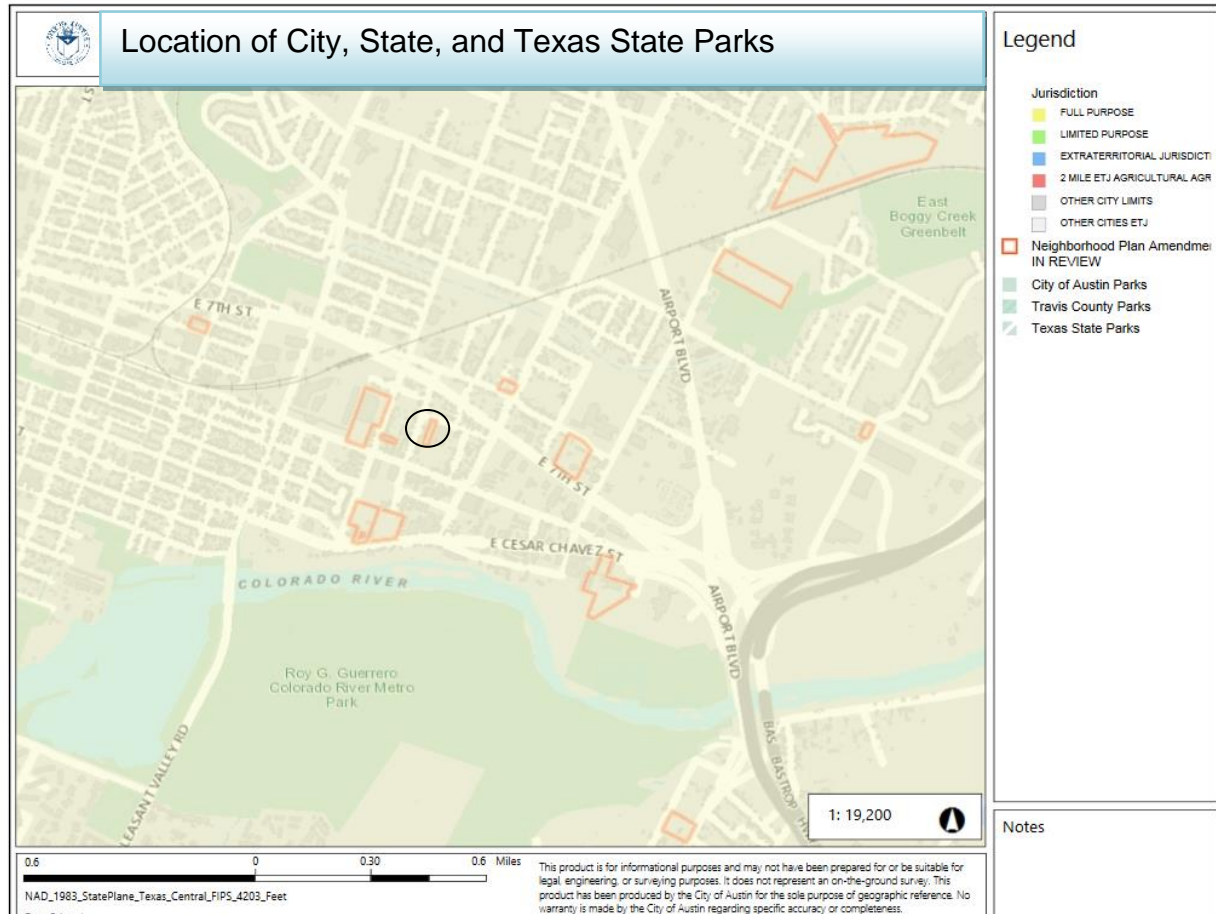 Location of City, State, and Texas State Parks
Legend
Jurisdiction
FULL PURPOSE
LIMITED PURPOSE
EXTRATERRITORIAL JURISDICTI
2 MILE ETJ AGRICULTURAL AGR
OTHER CITY LIMITS
OTHER CITIES ETJ
Neighborhood Plan Amendmen
IN REVIEW
City of Austin Parks
Travis County Parks
Texas State Parks
East
Boggy Creek
Greenbelt
E 7TH ST
AIRPORT BLVD
E 7TH ST
E CESAR CHAVEZ ST
COLORADO RIVER
AIRPORT BLVD
Roy G. Guerrero
Colorado River Metro
Park
LEASANT VALLEY RD
BAS
BASTROP
1: 19,200
Notes
0.6 0 0.30 0.6 Miles
NAD_1983_StatePlane_Texas_Central_FIPS_4203_Feet
This product is for informational purposes and may not have been prepared for or be suitable for
legal, engineering, or surveying purposes. It does not represent an on-the-ground survey. This
product has been produced by the City of Austin for the sole purpose of geographic reference. No
warranty is made by the City of Austin regarding specific accuracy or completeness.